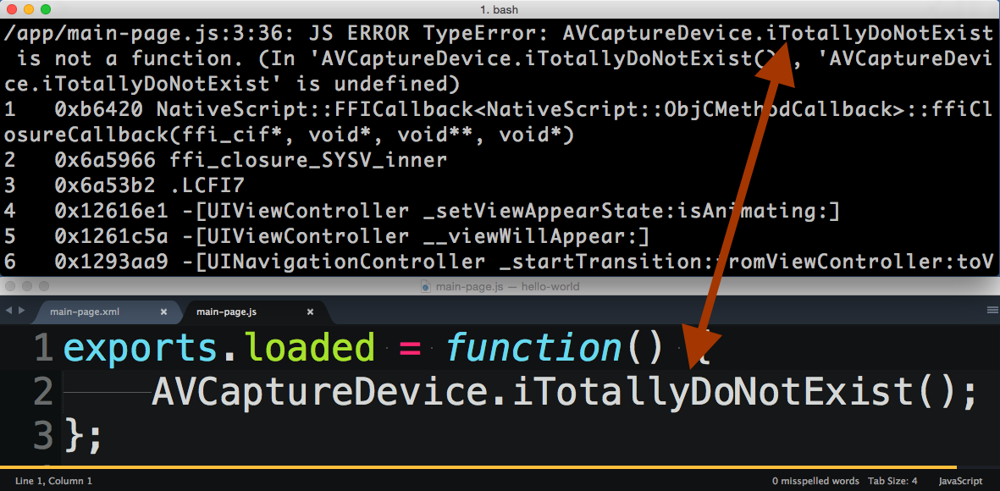 1. bash
/app/main-page.js:3:36: JS ERROR TypeError: AVCaptureDevice.iTotallyDoNotExist
is not a function. (In 'AVCaptureDevice.iTotallyDoNotExist()', 'AVCaptureDevi
ce.iTotallyDoNotExist' is undefined)
1 0xb6420 NativeScript::FFICallback<NativeScript::ObjCMethodCallback>::ffiCl
osureCallback(ffi_cif*, void*, void**, void*)
2 0x6a5966 ffi_closure_SYSV_inner
3 0x6a53b2 .LCFI7
4 0x12616e1 -[UIViewController _setViewAppearState:isAnimating:]
5 0x1261c5a -[UIViewController __viewWillAppear:]
6 0x1293aa9 -[UINavigationController _startTransition:fromViewController:toV
main-page.js — hello-world
main-page.xml × main-page.js ×
1 exports.loaded = function() {
2 AVCaptureDevice.iTotallyDoNotExist();
3 };
Line 1, Column 1 0 misspelled words Tab Size: 4 JavaScript